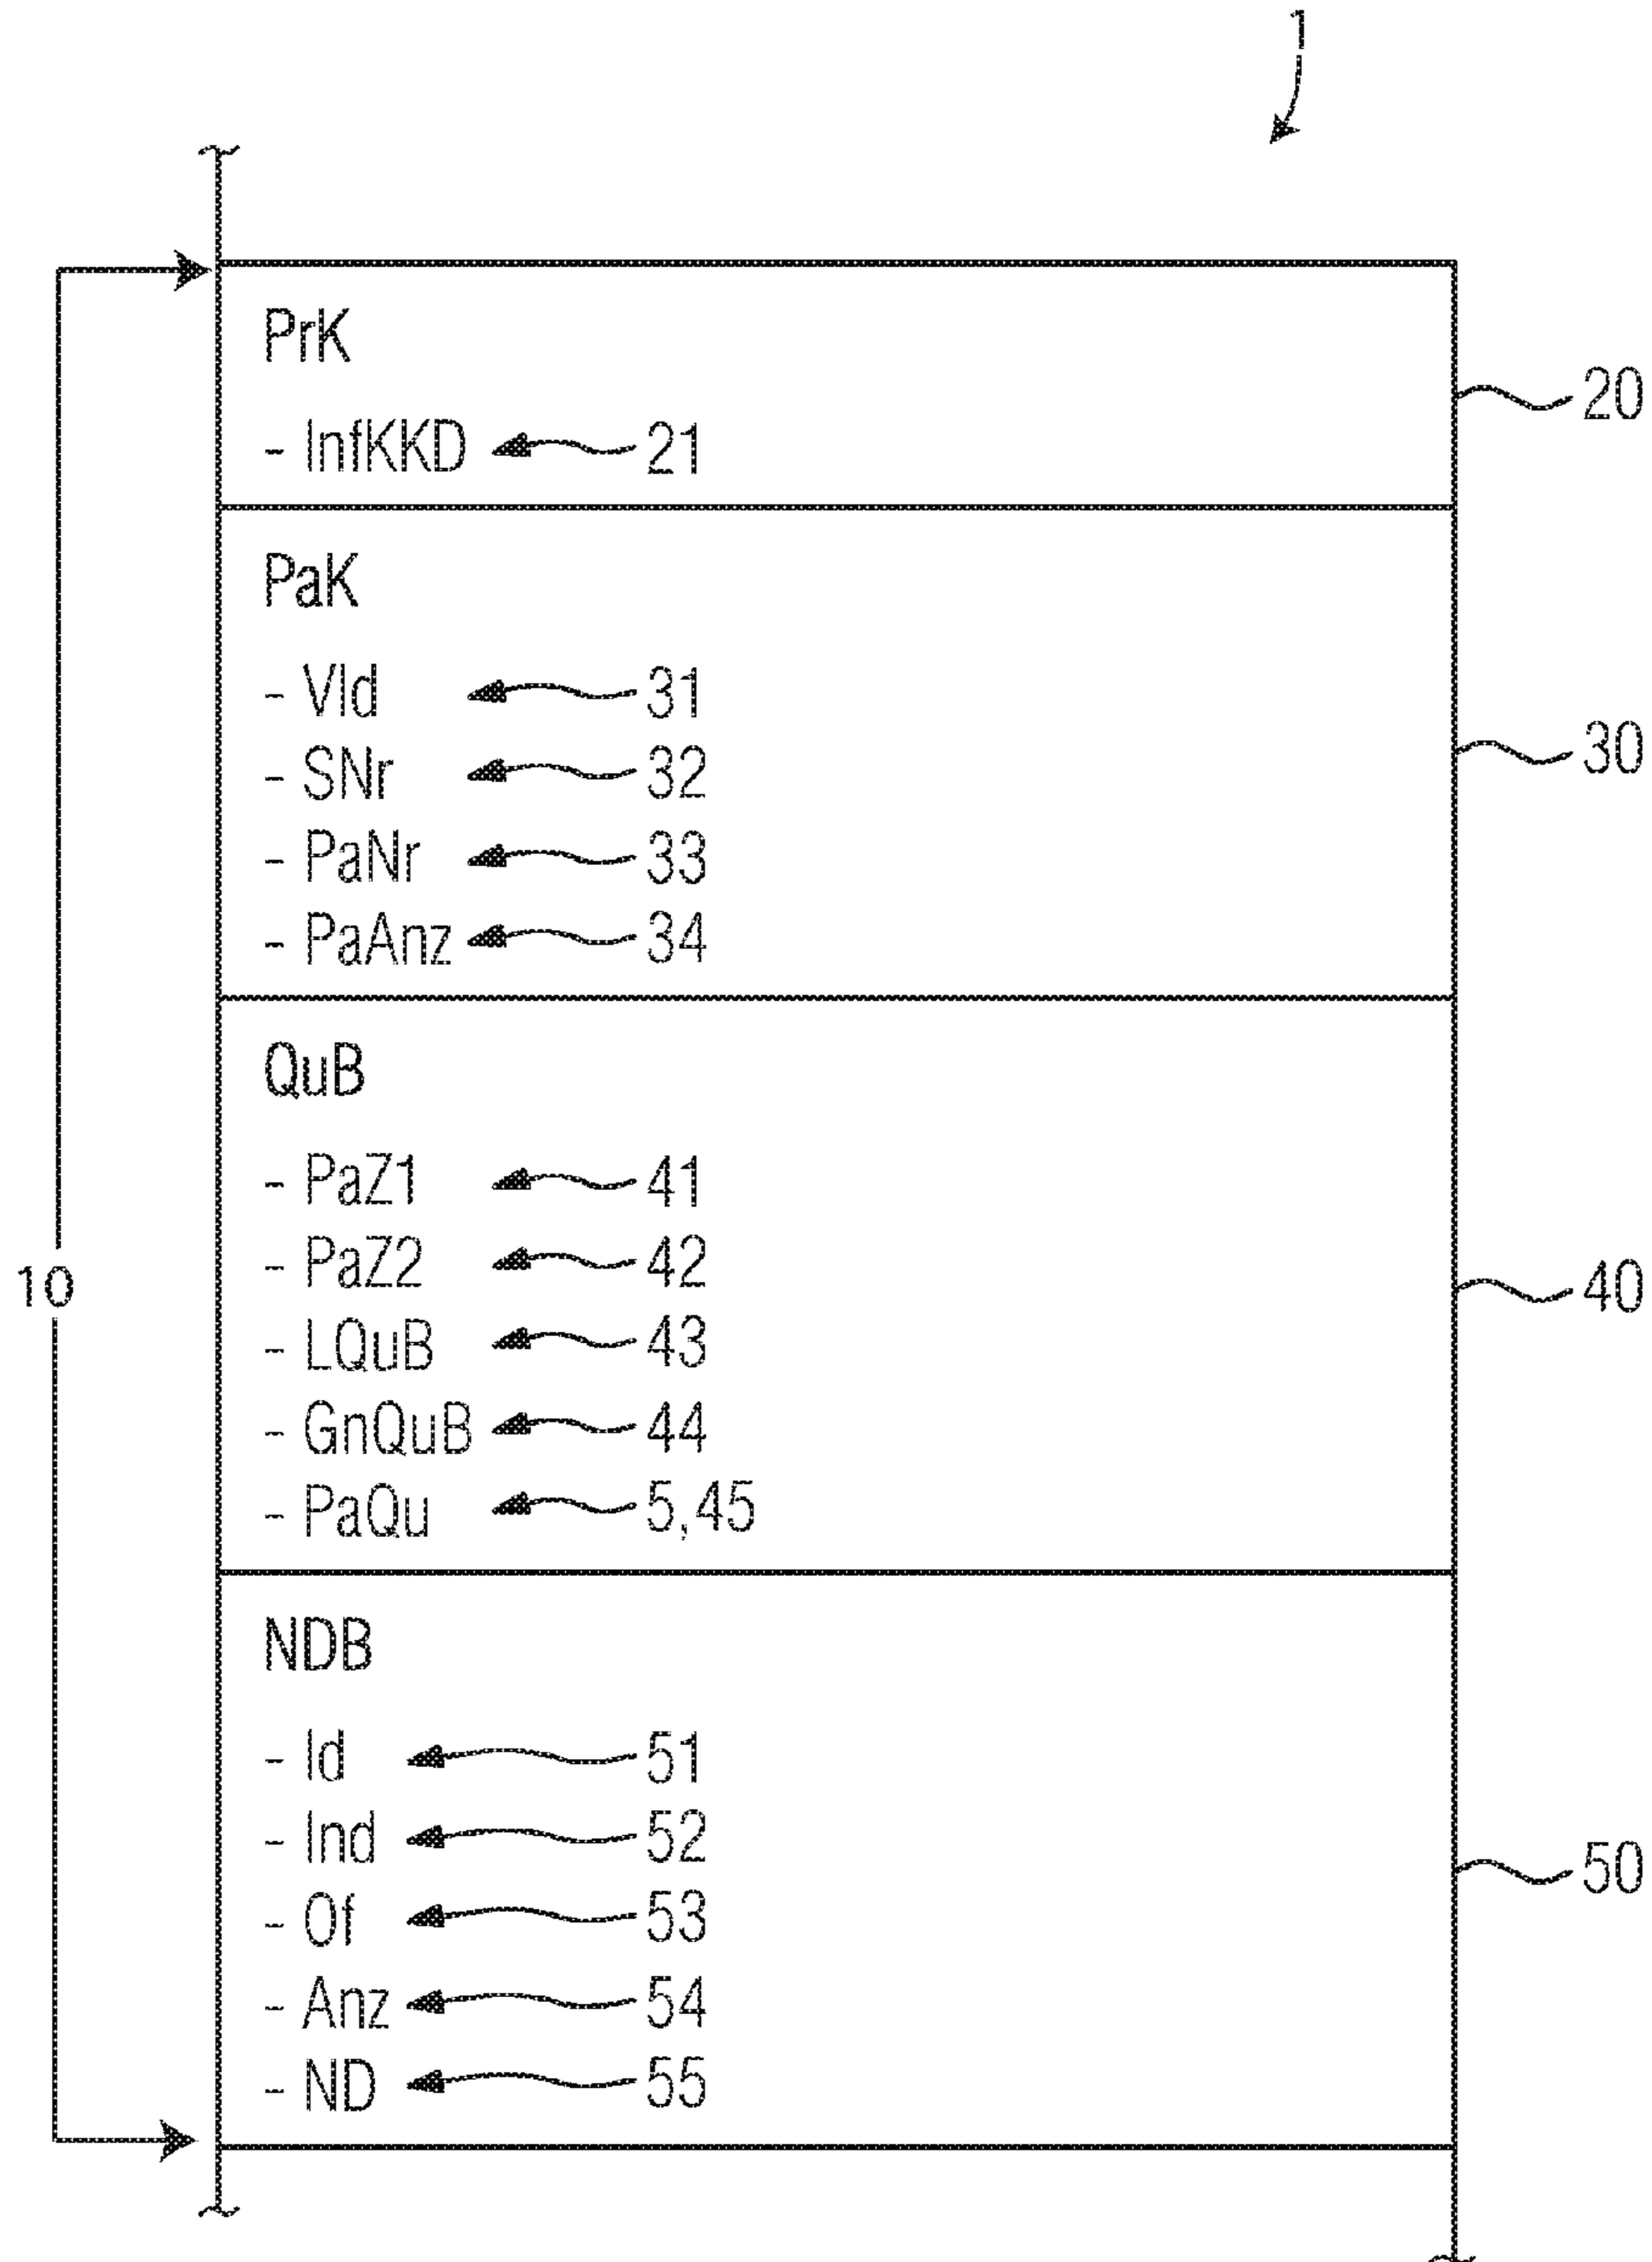 1
PrK
20
- InfKKD 21
PaK
- VId 31
- SNr 32
30
- PaNr 33
- PaAnz 34
QuB
- PaZ1 41
- PaZ2 42
10
40
- LQuB 43
- GnQuB 44
- PaQu 5,45
NDB
- Id 51
- Ind 52
50
- Of 53
- Anz 54
- ND 55